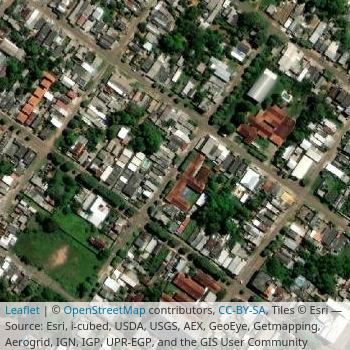 Leaflet | © OpenStreetMap contributors, CC-BY-SA, Tiles © Esri —
Source: Esri, i-cubed, USDA, USGS, AEX, GeoEye, Getmapping,
Aerogrid, IGN, IGP, UPR-EGP, and the GIS User Community